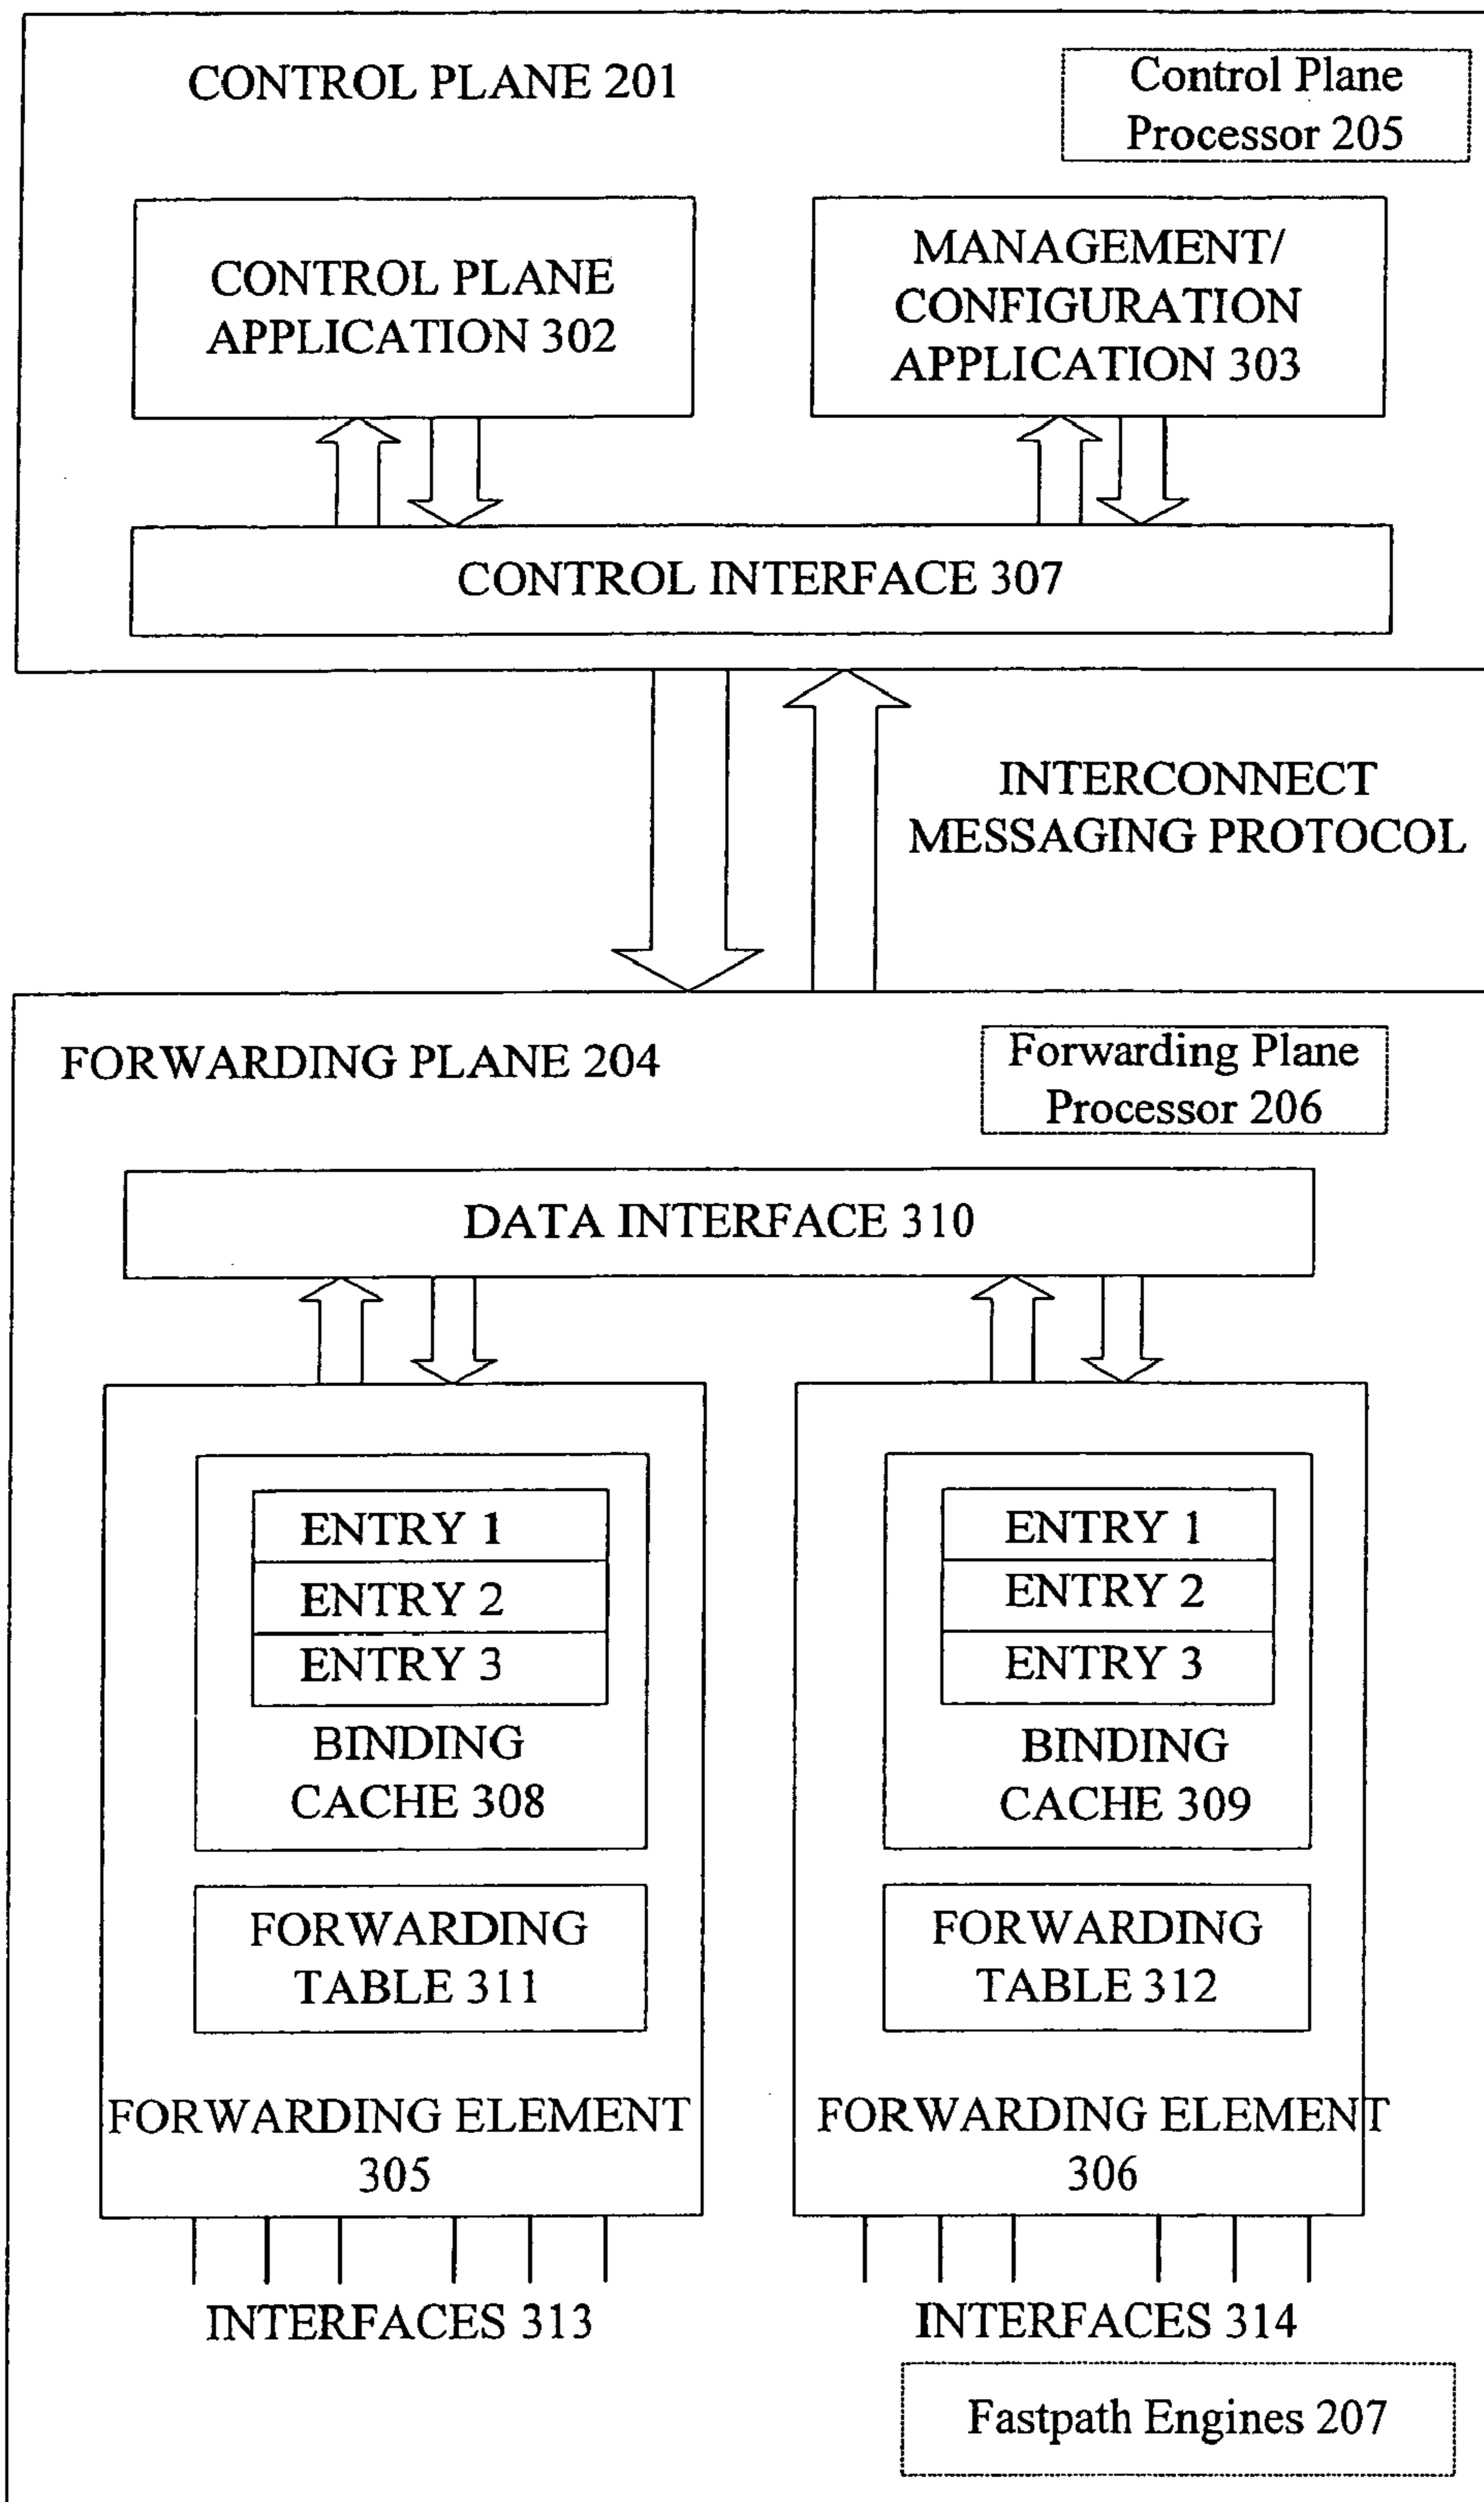 CONTROL PLANE 201
Control Plane
Processor 205
CONTROL PLANE
APPLICATION 302
MANAGEMENT/
CONFIGURATION
APPLICATION 303
CONTROL INTERFACE 307
INTERCONNECT
MESSAGING PROTOCOL
FORWARDING PLANE 204
Forwarding Plane
Processor 206
DATA INTERFACE 310
ENTRY 1
ENTRY 2
ENTRY 3
BINDING
CACHE 308
FORWARDING
TABLE 311
FORWARDING ELEMENT
305
INTERFACES 313
ENTRY 1
ENTRY 2
ENTRY 3
BINDING
CACHE 309
FORWARDING
TABLE 312
FORWARDING ELEMENT
306
INTERFACES 314
Fastpath Engines 207